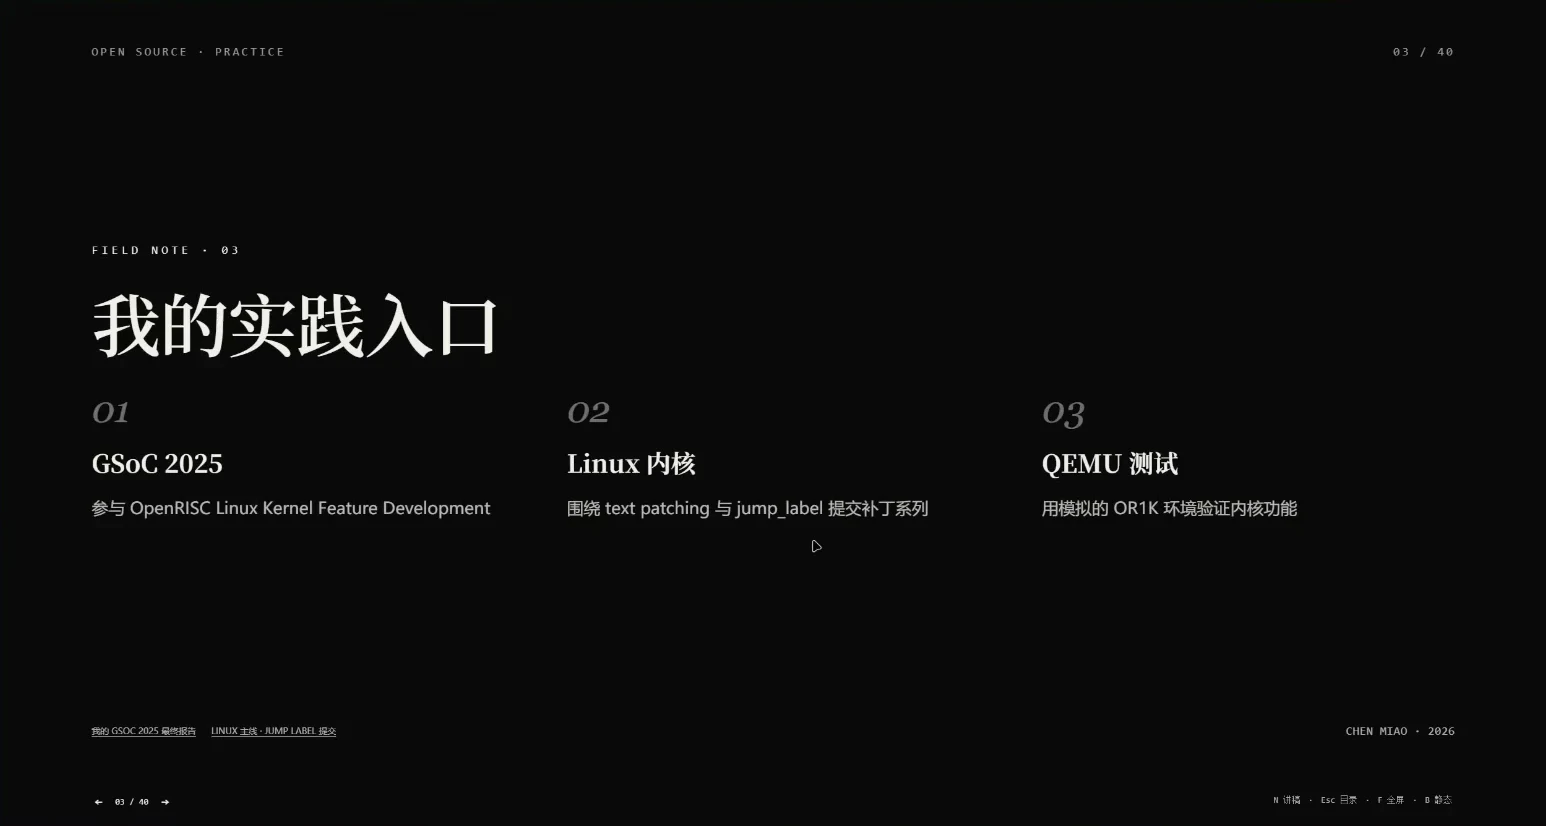 OPEN SOURCE · PRACTICE
03 / 40
FIELD NOTE · 03
我的实践入口
01
GSoC 2025
参与 OpenRISC Linux Kernel Feature Development
02
Linux 内核
围绕 text patching 与 jump_label 提交补丁系列
03
QEMU 测试
用模拟的 OR1K 环境验证内核功能
我的 GSOC 2025 最终报告
LINUX 主线 · JUMP LABEL 提交
CHEN MIAO · 2026
← 03 / 40 →
N 讲稿 · Esc 目录 · F 全屏 · B 静态